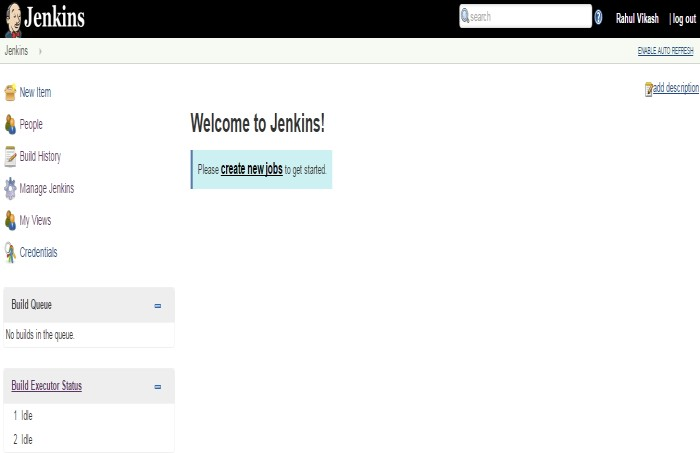 Jenkins
search
Rahul Vikash | log out
Jenkins
ENABLE AUTO REFRESH
New Item
People
Build History
Manage Jenkins
My Views
Credentials
add description
Welcome to Jenkins!
Please create new jobs to get started.
Build Queue
No builds in the queue.
Build Executor Status
1 Idle
2 Idle